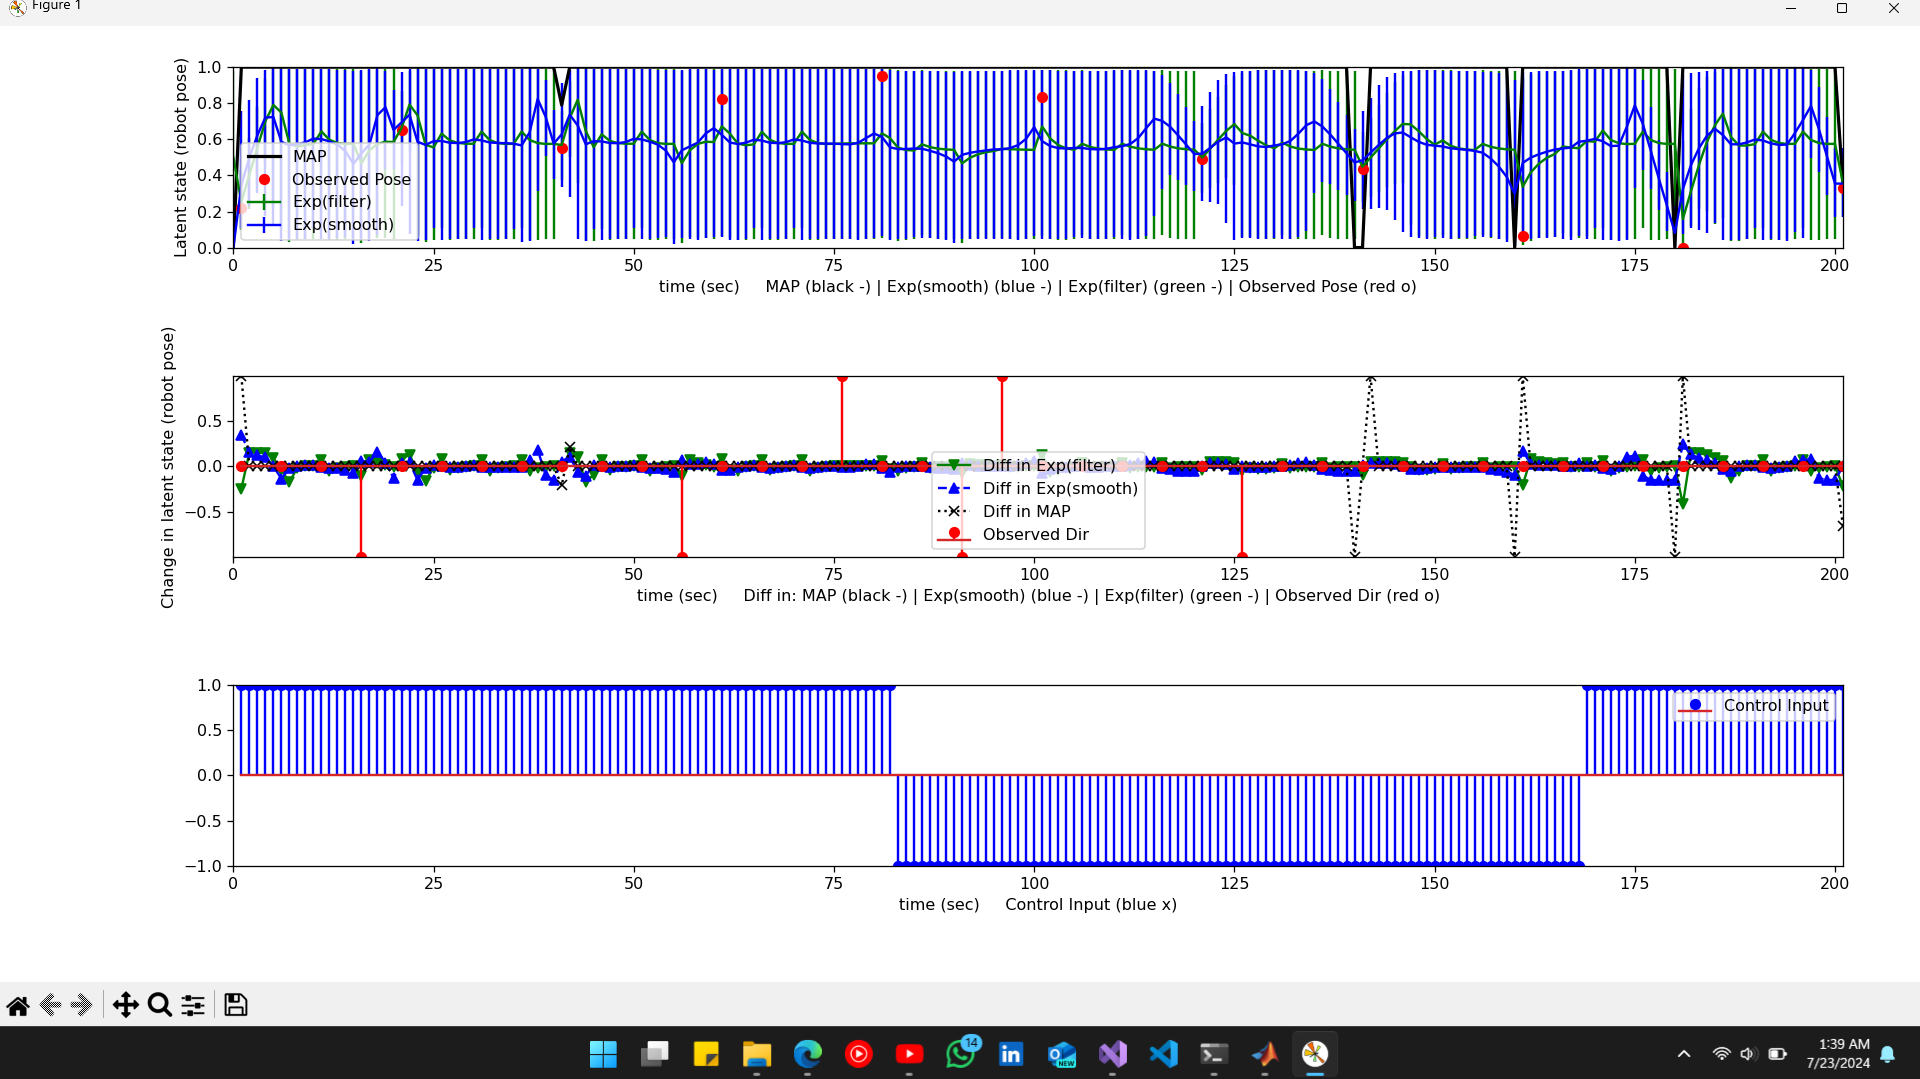 Figure 1
Latent state (robot pose)
1.0
0.8
0.6
0.4
0.2
0.0
MAP
Observed Pose
Exp(filter)
Exp(smooth)
0 25 50 75 100 125 150 175 200
time (sec) MAP (black -) | Exp(smooth) (blue -) | Exp(filter) (green -) | Observed Pose (red o)
Change in latent state (robot pose)
0.5
0.0
−0.5
Diff in Exp(filter)
Diff in Exp(smooth)
Diff in MAP
Observed Dir
0 25 50 75 100 125 150 175 200
time (sec) Diff in: MAP (black -) | Exp(smooth) (blue -) | Exp(filter) (green -) | Observed Dir (red o)
1.0
0.5
0.0
−0.5
−1.0
Control Input
0 25 50 75 100 125 150 175 200
time (sec) Control Input (blue x)
14
in
NEW
1:39 AM
7/23/2024